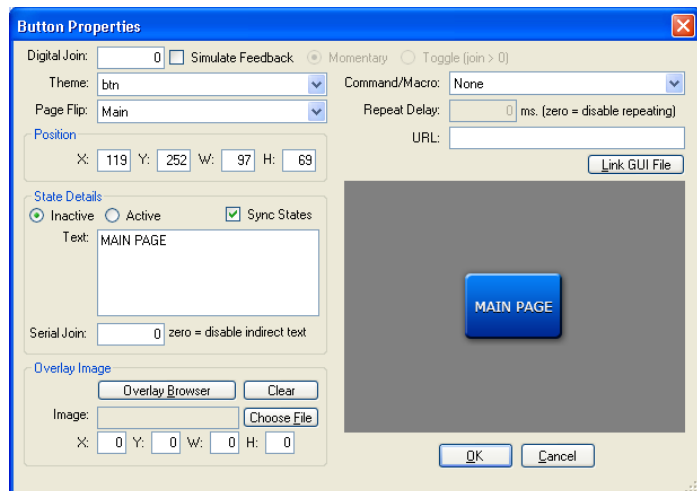 Button Properties
Digital Join: 0 Simulate Feedback Momentary Toggle (join > 0)
Theme: btn Command/Macro: None
Page Flip: Main Repeat Delay: 0 ms. (zero = disable repeating)
Position URL:
X: 119 Y: 252 W: 97 H: 69
Link GUI File
State Details
Inactive Active Sync States
Text: MAIN PAGE
MAIN PAGE
Serial Join: 0 zero = disable indirect text
Overlay Image
Overlay Browser Clear
Image: Choose File
X: 0 Y: 0 W: 0 H: 0
OK Cancel